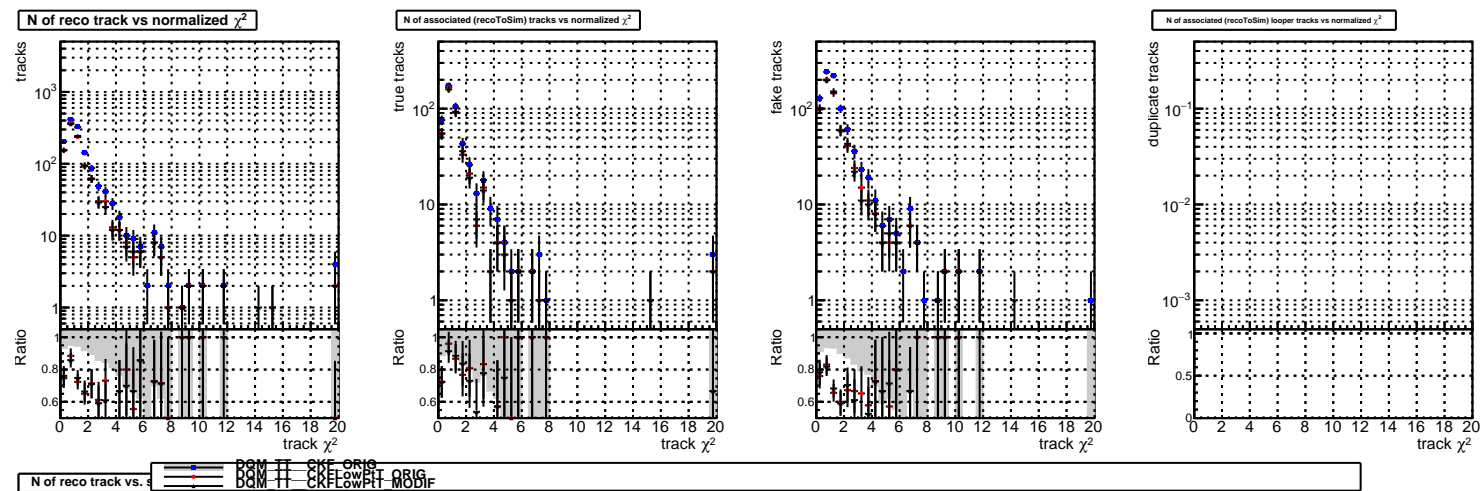 N of reco track vs normalized χ²
N of associated (recoToSim) tracks vs normalized χ²
N of associated (recoToSim) looper tracks vs normalized χ²
tracks
10³
10²
10
1
Ratio
1
0.8
0.6
0 2 4 6 8 10 12 14 16 18 20
track χ²
true tracks
10²
10
1
Ratio
1
0.8
0.6
0 2 4 6 8 10 12 14 16 18 20
track χ²
fake tracks
10²
10
1
Ratio
1
0.8
0.6
0 2 4 6 8 10 12 14 16 18 20
track χ²
duplicate tracks
10⁻¹
10⁻²
10⁻³
Ratio
1
0.5
0
0 2 4 6 8 10 12 14 16 18 20
track χ²
N of reco track vs. s
DQM_TT__CKF_ORIG
DQM_TT__CKFLowPtT_ORIG
DQM_TT__CKFLowPtT_MODIF